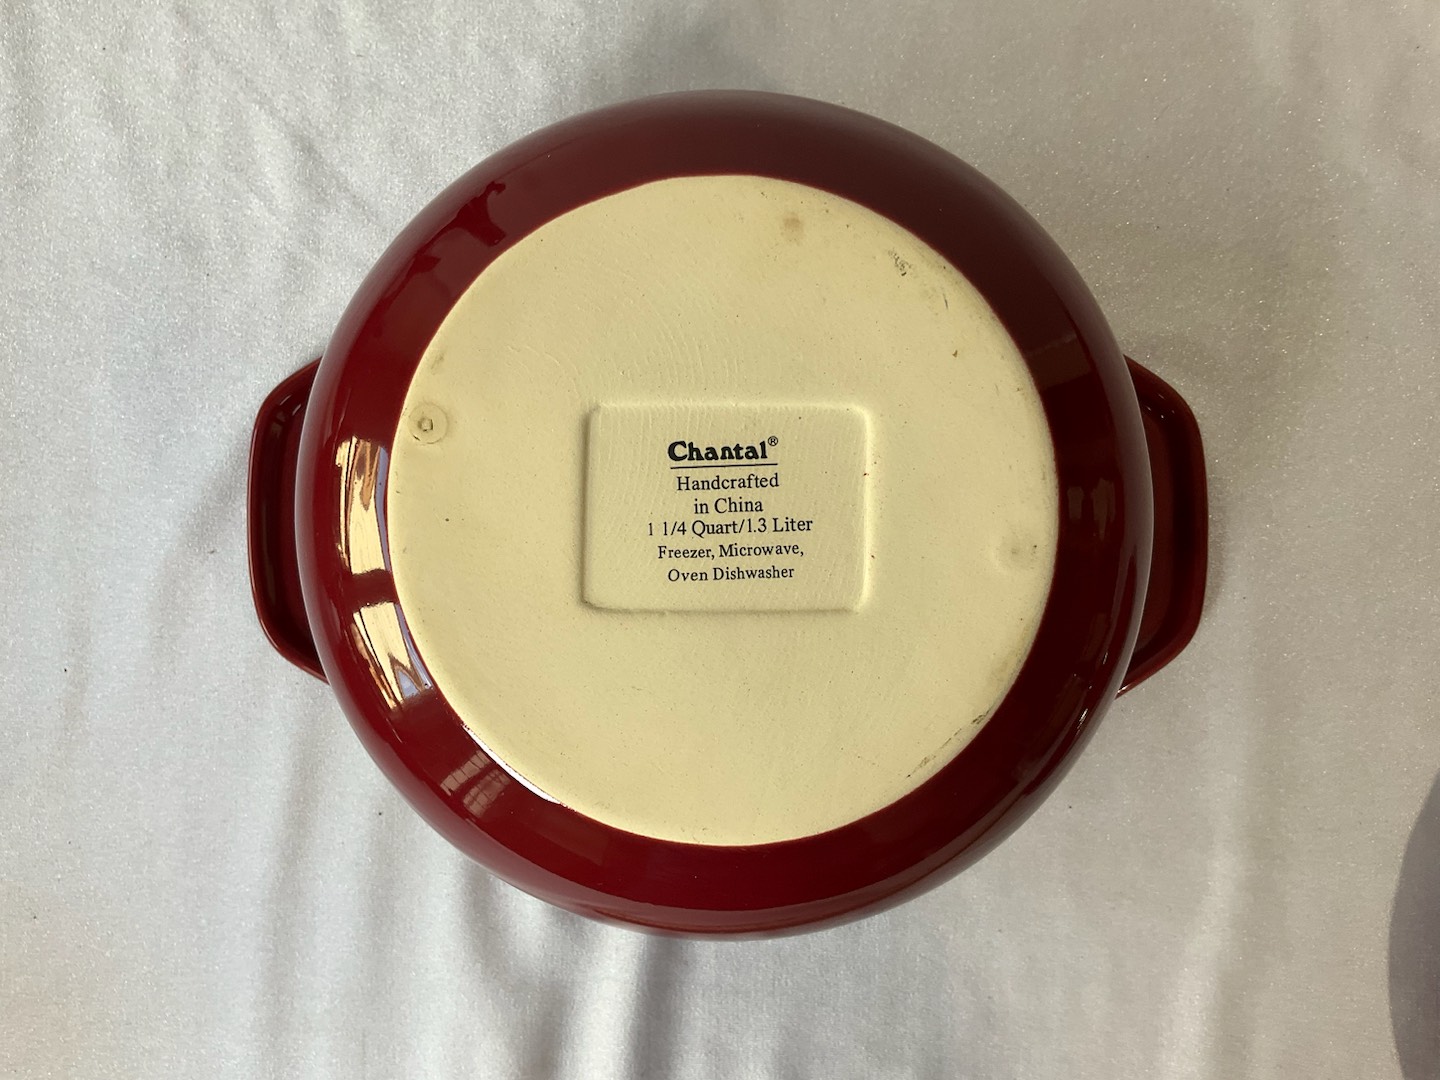 Chantal®
Handcrafted
in China
1 1/4 Quart/1.3 Liter
Freezer, Microwave,
Oven Dishwasher